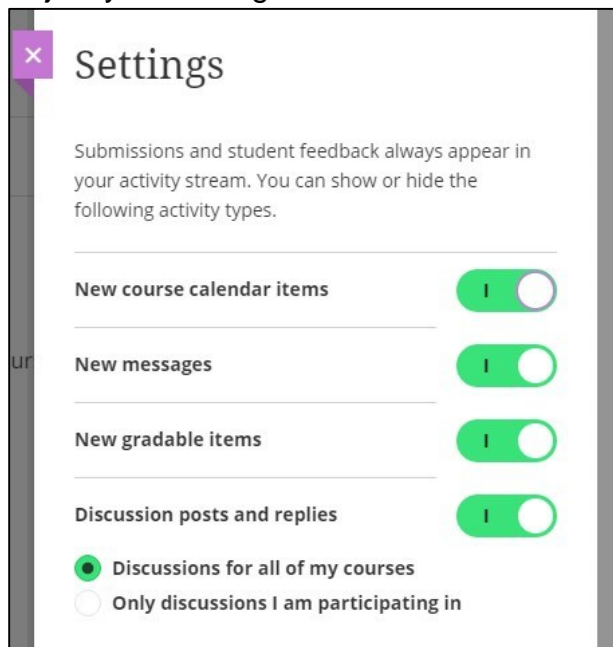 Settings
Submissions and student feedback always appear in
your activity stream. You can show or hide the
following activity types.
New course calendar items
New messages
New gradable items
Discussion posts and replies
Discussions for all of my courses
Only discussions I am participating in